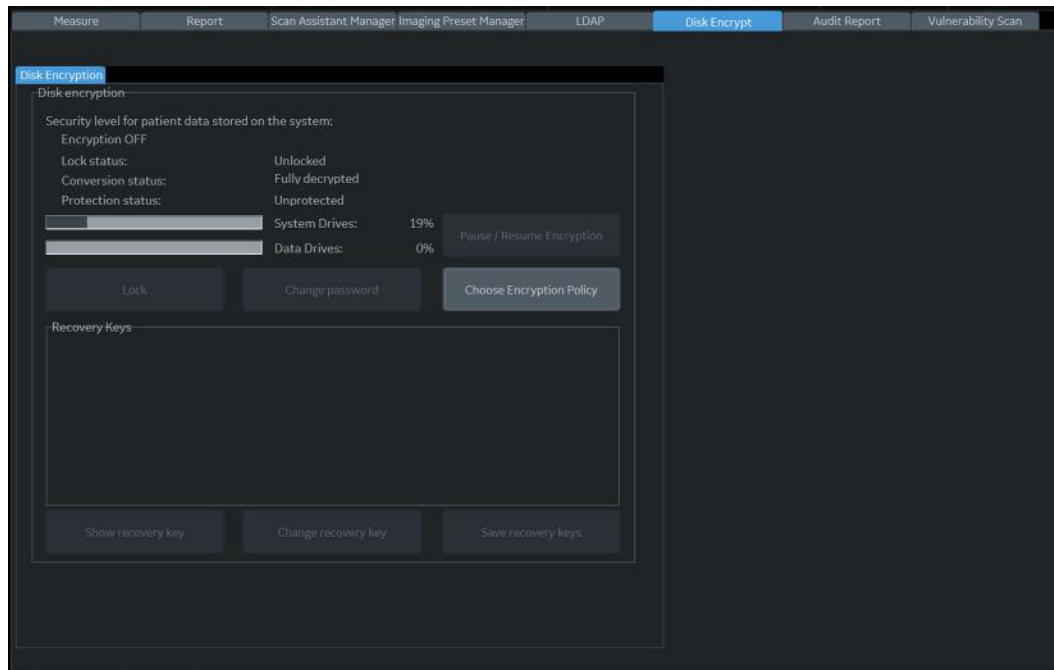 Measure Report Scan Assistant Manager Imaging Preset Manager LDAP Disk Encrypt Audit Report Vulnerability Scan
Disk Encryption
Disk encryption
Security level for patient data stored on the system:
Encryption OFF
Lock status: Unlocked
Conversion status: Fully decrypted
Protection status: Unprotected
System Drives: 19%
Pause / Resume Encryption
Data Drives: 0%
Lock Change password Choose Encryption Policy
Recovery Keys
Show recovery key Change recovery key Save recovery keys